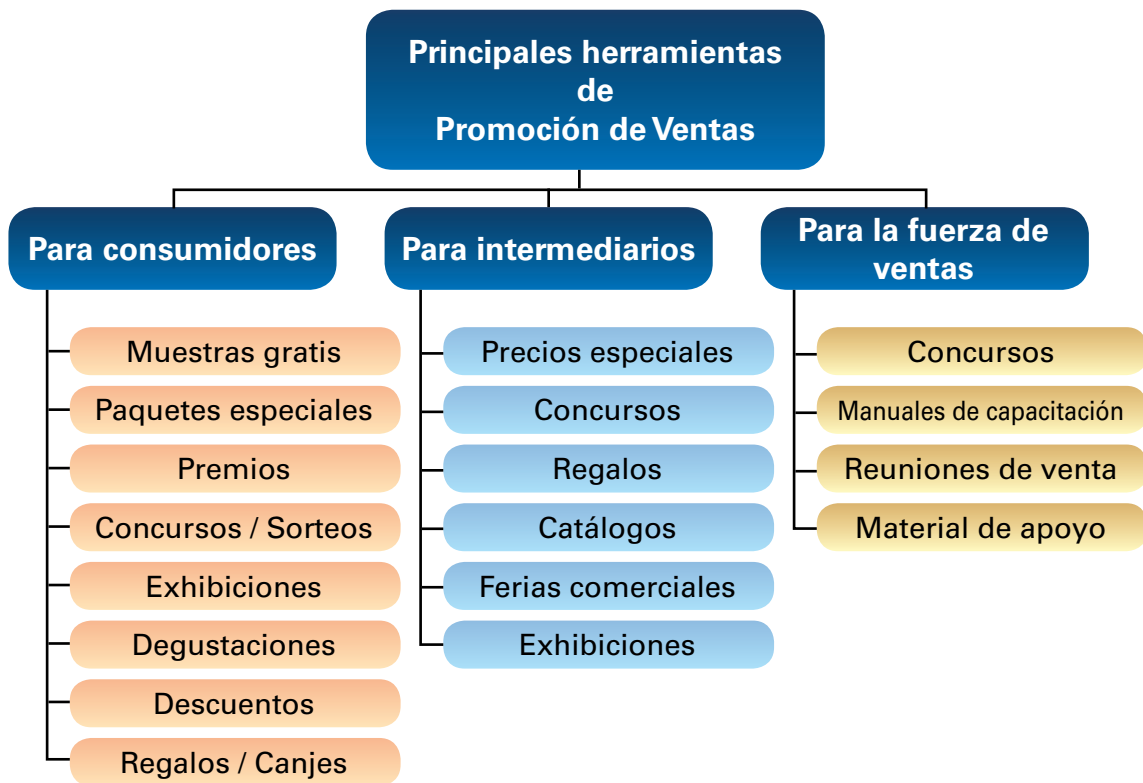 Principales herramientas
de
Promoción de Ventas
Para consumidores
Muestras gratis
Paquetes especiales
Premios
Concursos / Sorteos
Exhibiciones
Degustaciones
Descuentos
Regalos / Canjes
Para intermediarios
Precios especiales
Concursos
Regalos
Catálogos
Ferias comerciales
Exhibiciones
Para la fuerza de
ventas
Concursos
Manuales de capacitación
Reuniones de venta
Material de apoyo